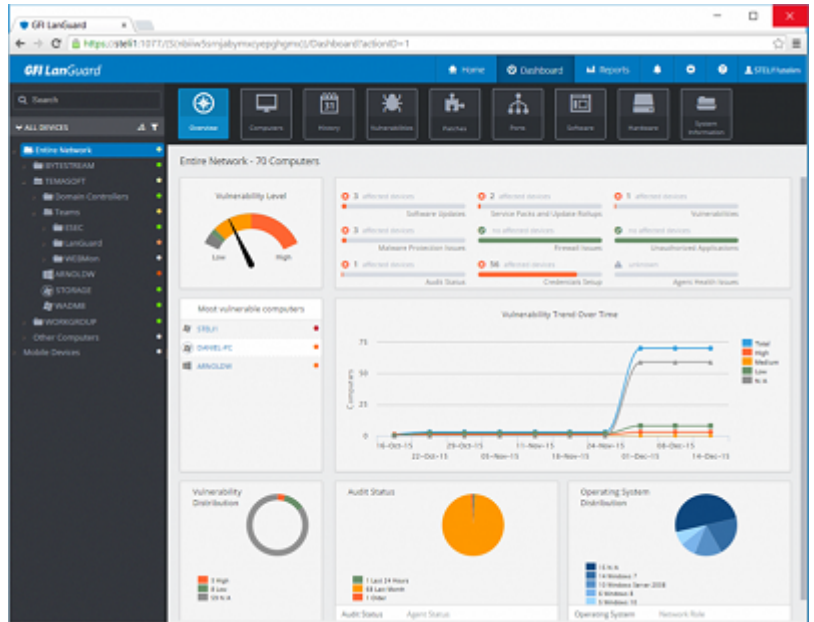 GFI LanGuard
GFI LanGuard
Home
Dashboard
Reports
Search
ALL DEVICES
Entire Network
BYTESTREAM
TEMASOFT
Domain Controllers
Teams
ESEC
LanGuard
WEBMon
ARNOLDW
STORAGE
WADMB
WORKGROUP
Other Computers
Mobile Devices
Overview
Computers
History
Vulnerabilities
Patches
Ports
Software
Hardware
System
Information
Entire Network - 70 Computers
Vulnerability Level
Low
High
3 affected devices
Software Updates
2 affected devices
Service Packs and Update Rollups
1 affected devices
Vulnerabilities
3 affected devices
Malware Protection Issues
no affected devices
Firewall Issues
no affected devices
Unauthorized Applications
1 affected devices
Audit Status
56 affected devices
Credentials Setup
unknown
Agent Health Issues
Most vulnerable computers
STELI1
DANIEL-PC
ARNOLDW
Vulnerability Trend Over Time
Computers
75
50
25
0
16-Oct-15
22-Oct-15
29-Oct-15
05-Nov-15
11-Nov-15
18-Nov-15
24-Nov-15
01-Dec-15
08-Dec-15
14-Dec-15
Total
High
Medium
Low
N/A
Vulnerability
Distribution
3 High
8 Low
59 N/A
Audit Status
1 Last 24 Hours
68 Last Month
1 Older
Audit Status
Agent Status
Operating System
Distribution
15 N/A
14 Windows 7
10 Windows Server 2008
6 Windows 8
5 Windows 10
Operating System
Network Role